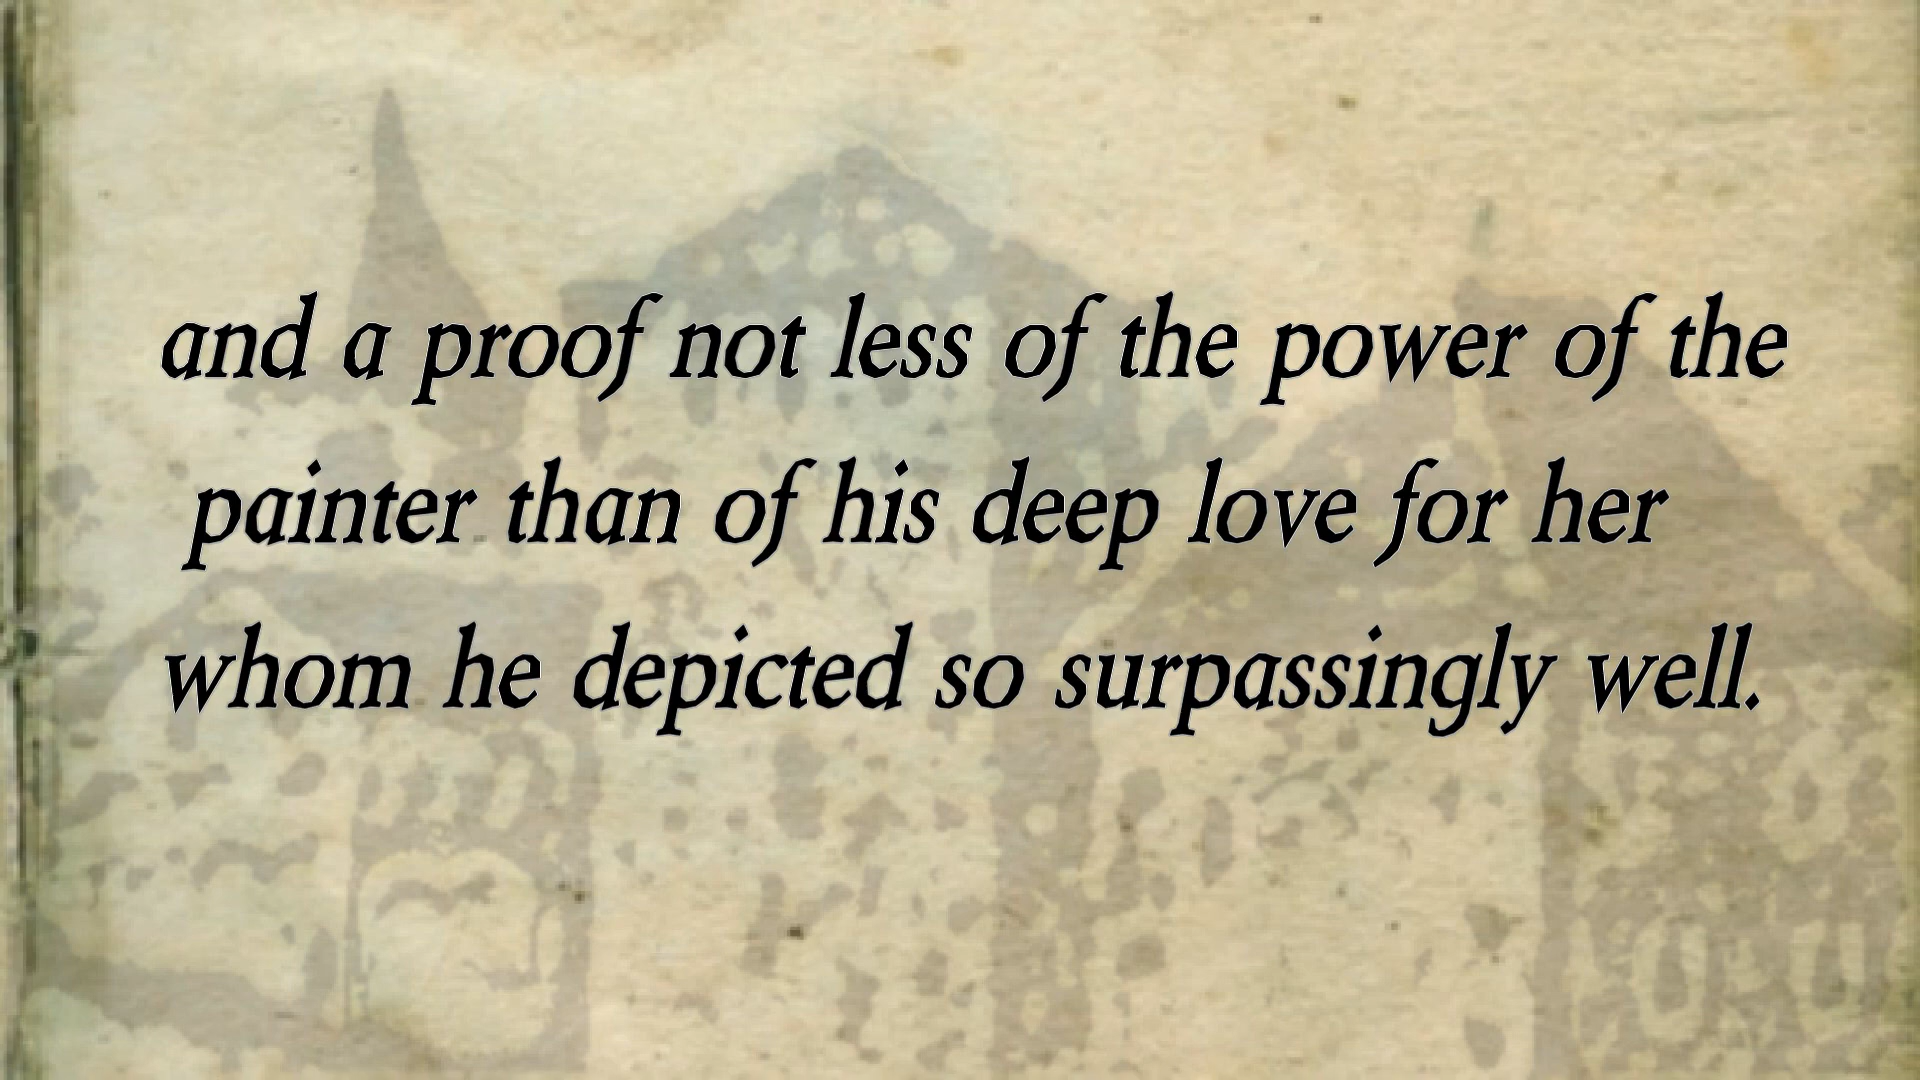 and a proof not less of the power of the
painter than of his deep love for her
whom he depicted so surpassingly well.